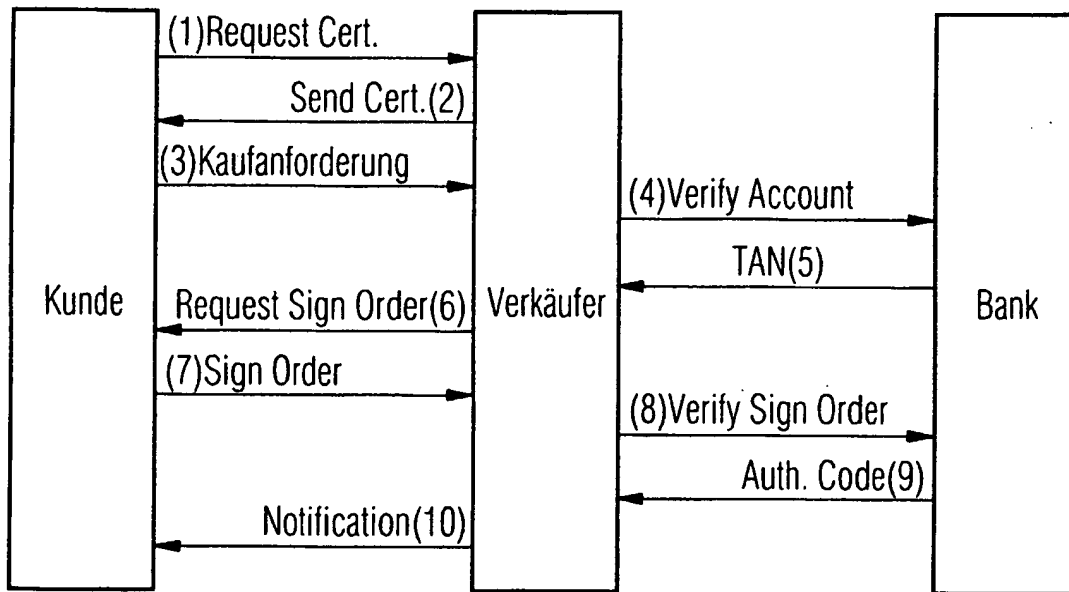 (1)Request Cert.
Send Cert.(2)
(3)Kaufanforderung
(4)Verify Account
TAN(5)
Kunde
Request Sign Order(6)
Verkäufer
Bank
(7)Sign Order
(8)Verify Sign Order
Auth. Code(9)
Notification(10)